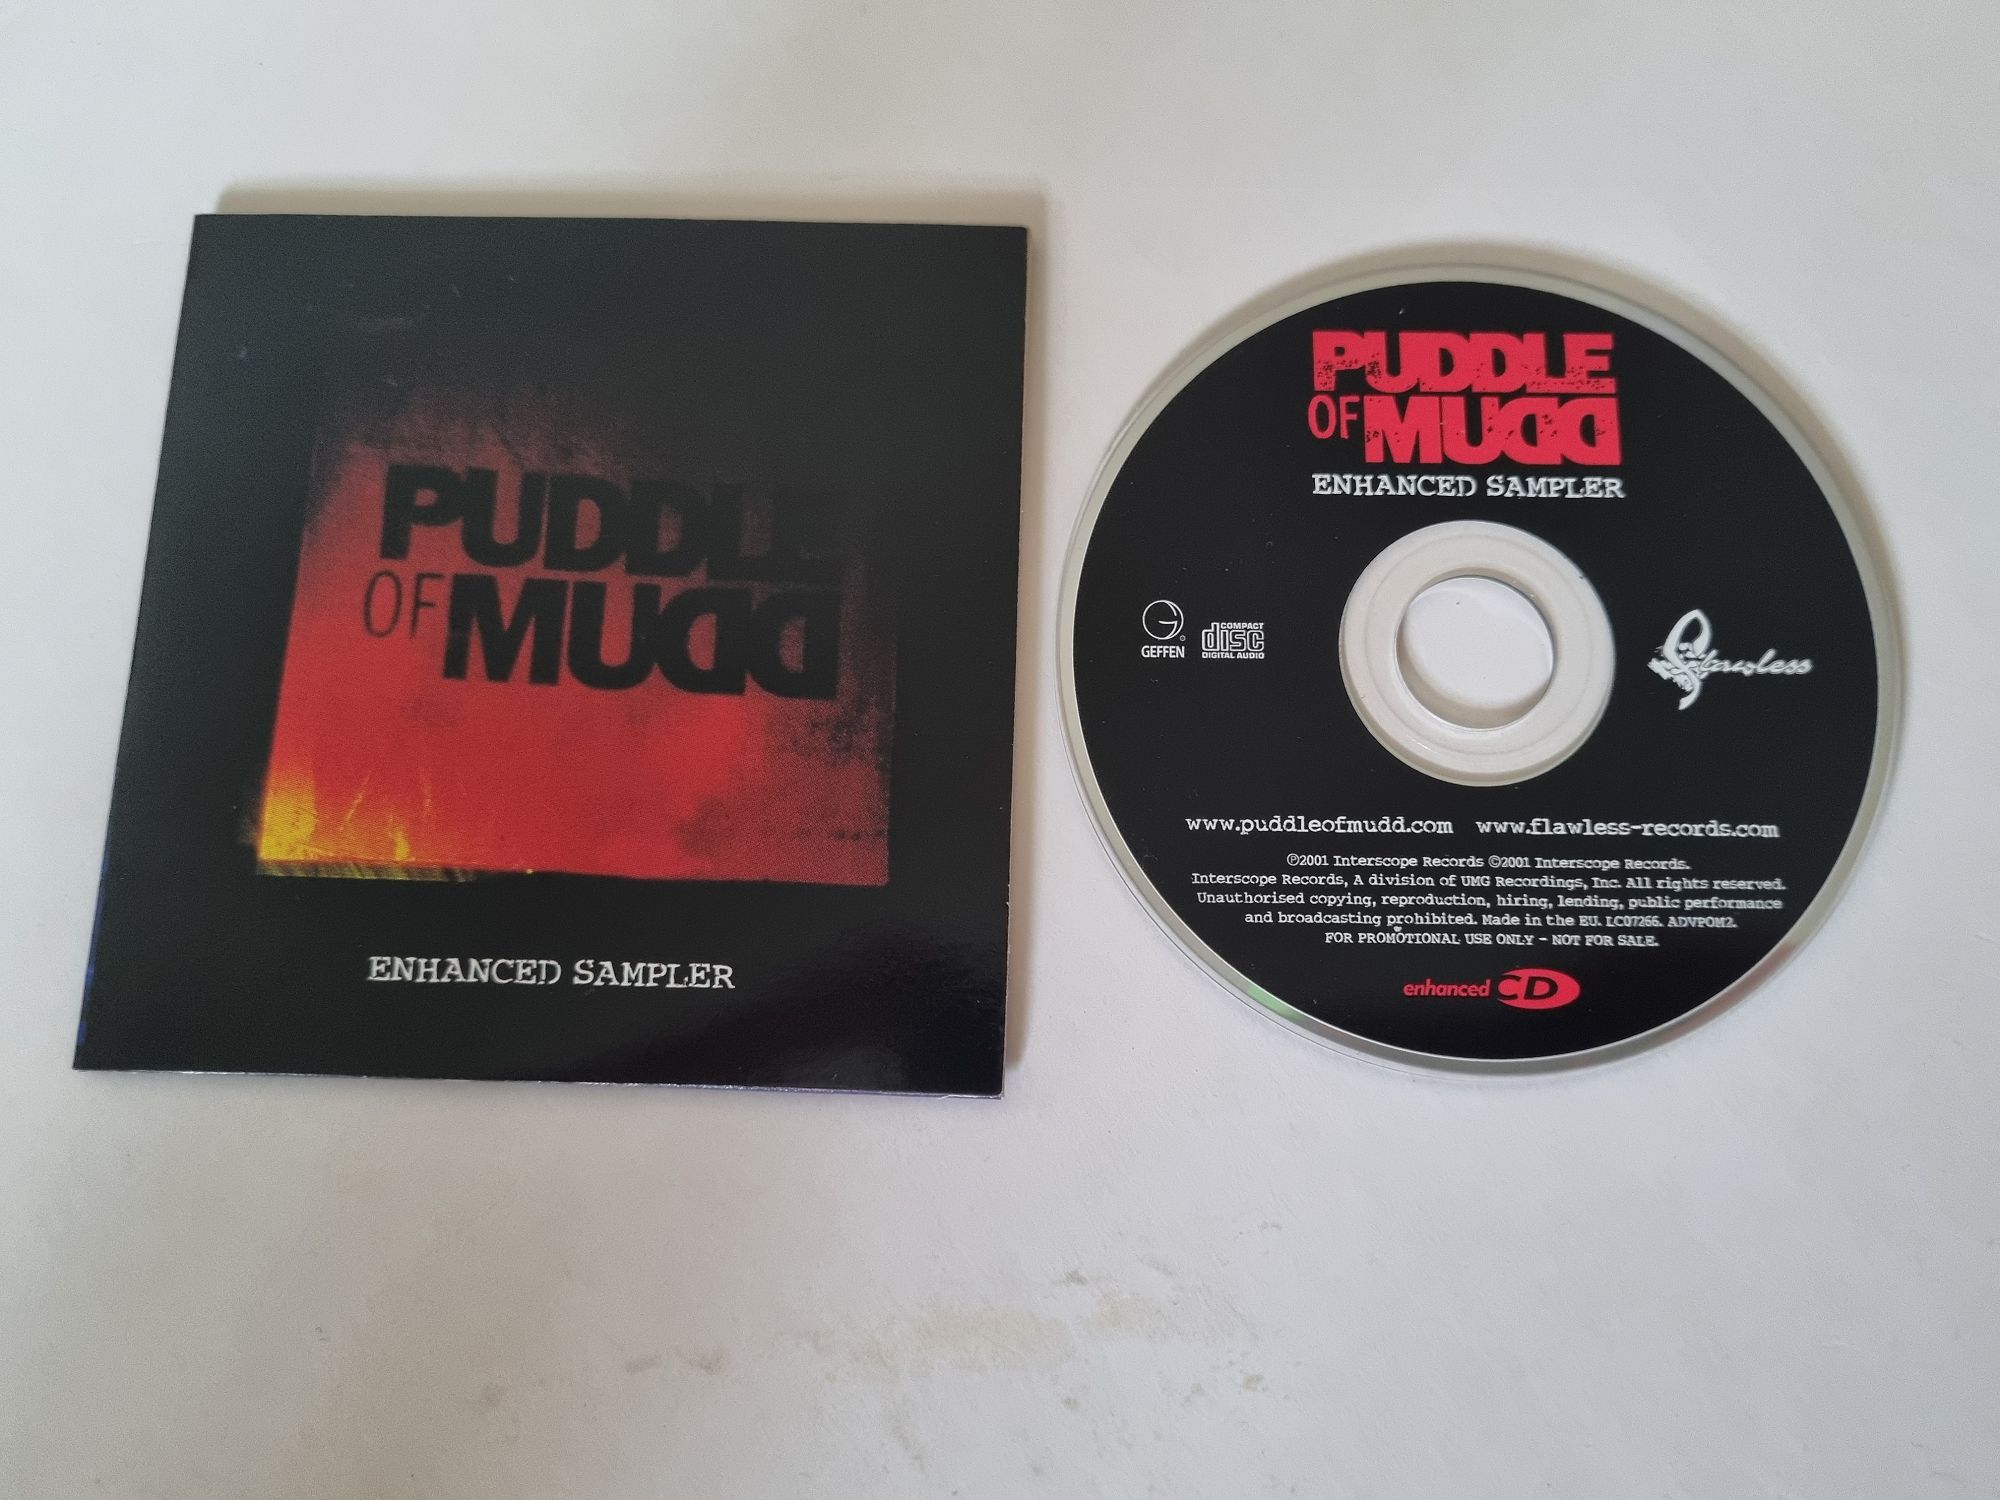 PUDDLE
OF MUDD
ENHANCED SAMPLER
PUDDLE
OF MUDD
ENHANCED SAMPLER
GEFFEN
COMPACT
disc
DIGITAL AUDIO
flawless
www.puddleofmudd.com www.flawless-records.com
℗2001 Interscope Records ©2001 Interscope Records.
Interscope Records, A division of UMG Recordings, Inc. All rights reserved.
Unauthorised copying, reproduction, hiring, lending, public performance
and broadcasting prohibited. Made in the EU. LC07266. ADVPOM2.
FOR PROMOTIONAL USE ONLY - NOT FOR SALE.
enhanced CD